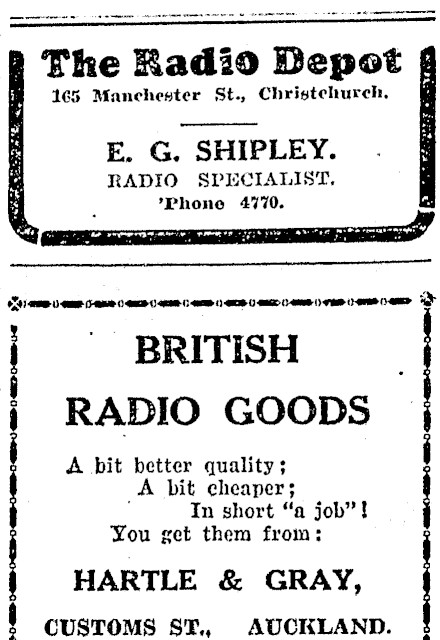 The Radio Depot
165 Manchester St., Christchurch.
E. G. SHIPLEY.
RADIO SPECIALIST.
'Phone 4770.
BRITISH
RADIO GOODS
A bit better quality;
A bit cheaper;
In short "a job"!
You get them from:
HARTLE & GRAY,
CUSTOMS ST., AUCKLAND.